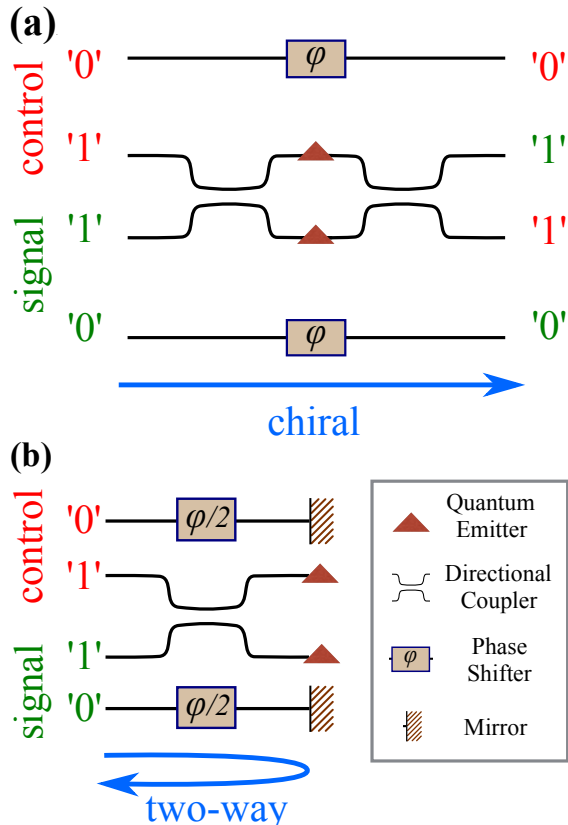 (a)
control
signal
'0'
φ
'0'
'1'
'1'
'1'
'1'
'0'
φ
'0'
chiral
(b)
control
signal
'0'
φ/2
'1'
'1'
'0'
φ/2
two-way
Quantum
Emitter
Directional
Coupler
φ
Phase
Shifter
Mirror